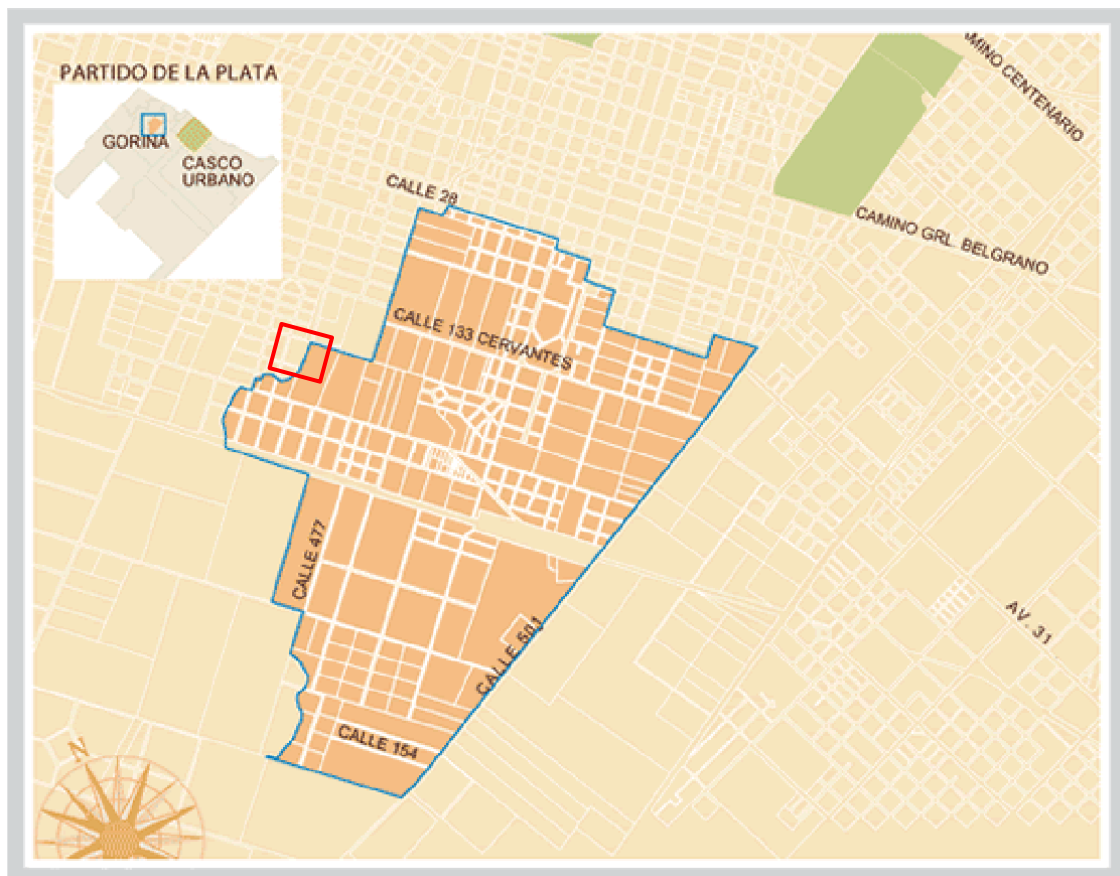 PARTIDO DE LA PLATA
GORINA
CASCO
URBANO
CAMINO CENTENARIO
CALLE 28
CAMINO GRL. BELGRANO
CALLE 133 CERVANTES
CALLE 477
CALLE 501
AV. 31
CALLE 154
N